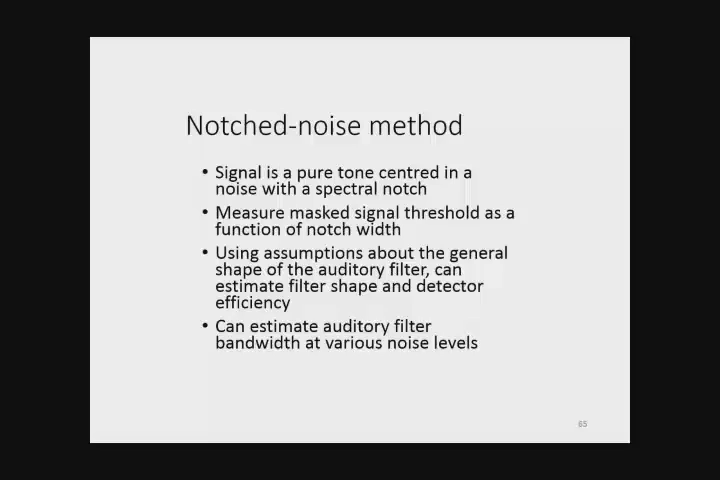 Notched-noise method
• Signal is a pure tone centred in a
noise with a spectral notch
• Measure masked signal threshold as a
function of notch width
• Using assumptions about the general
shape of the auditory filter, can
estimate filter shape and detector
efficiency
• Can estimate auditory filter
bandwidth at various noise levels
65